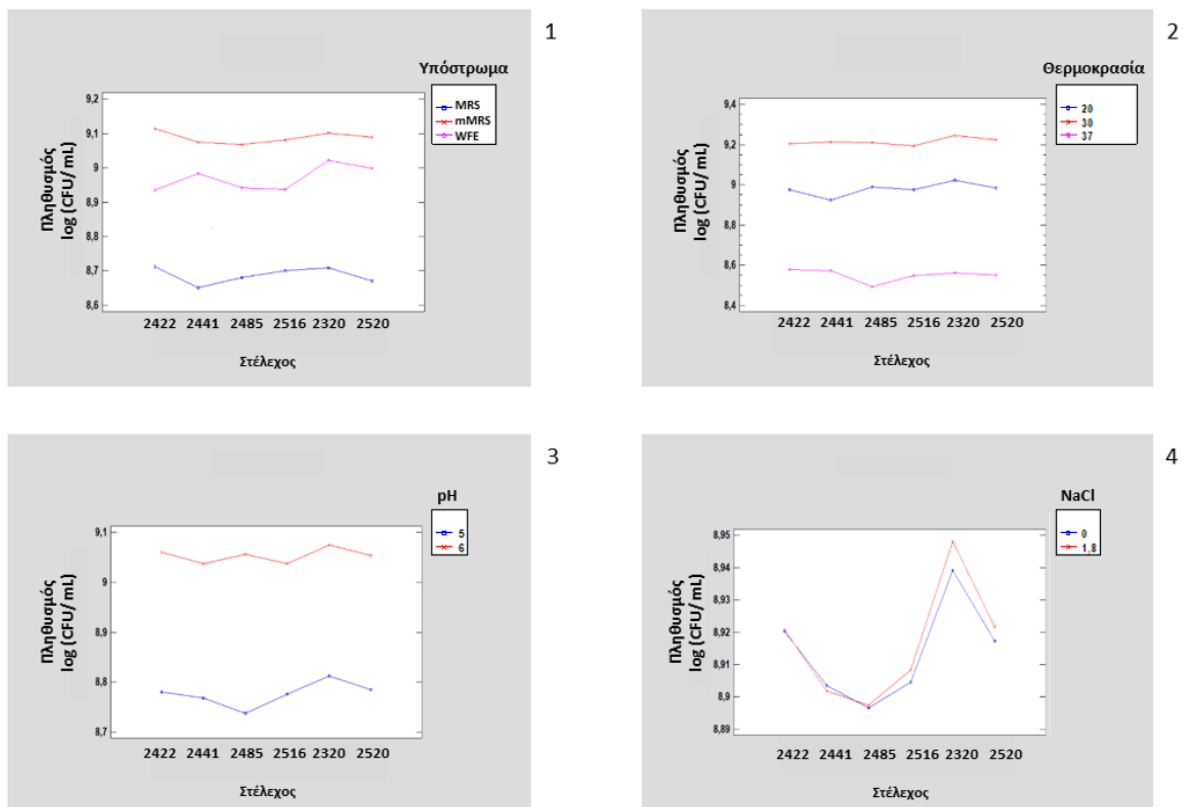 1
Υπόστρωμα
MRS
mMRS
WFE
Πληθυσμός
log (CFU/mL)
9,2
9,1
9
8,9
8,8
8,7
8,6
2422 2441 2485 2516 2320 2520
Στέλεχος
2
Θερμοκρασία
20
30
37
Πληθυσμός
log (CFU/mL)
9,4
9,2
9
8,8
8,6
8,4
2422 2441 2485 2516 2320 2520
Στέλεχος
3
pH
5
6
Πληθυσμός
log (CFU/mL)
9,1
9
8,9
8,8
8,7
2422 2441 2485 2516 2320 2520
Στέλεχος
4
NaCl
0
1,8
Πληθυσμός
log (CFU/mL)
8,95
8,94
8,93
8,92
8,91
8,9
8,89
2422 2441 2485 2516 2320 2520
Στέλεχος